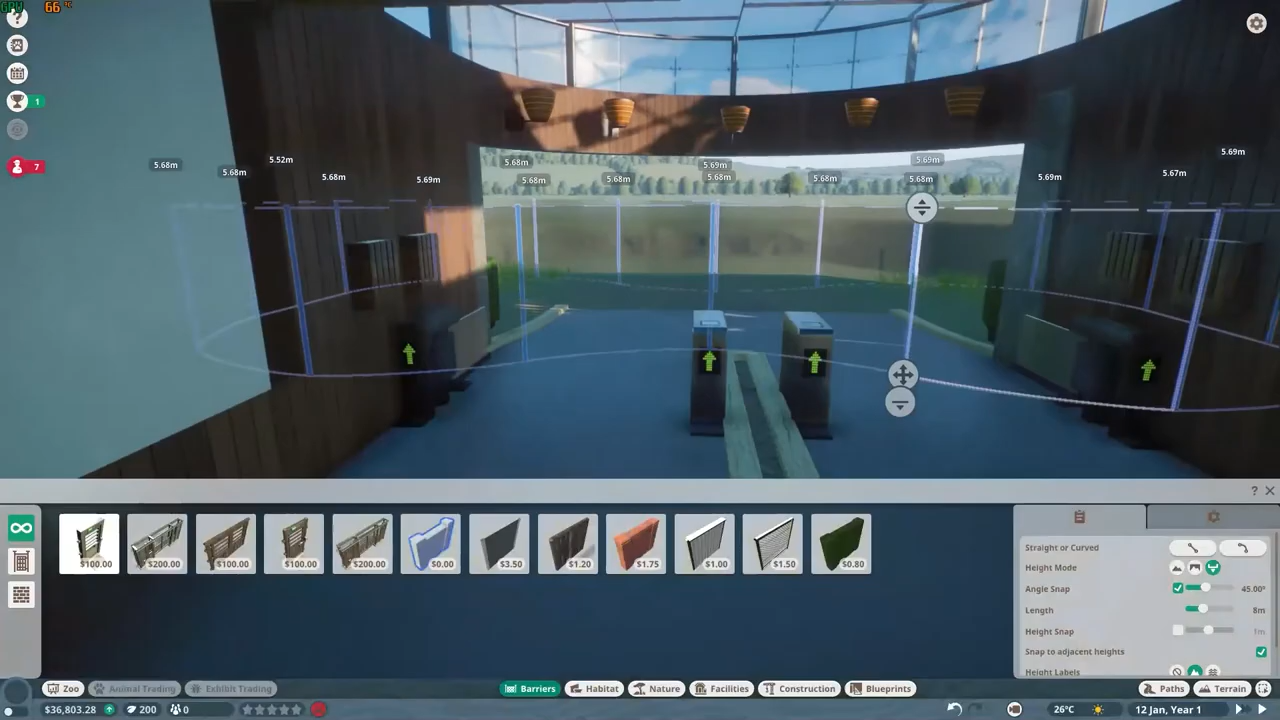 GPU 66 °C
?
1
7
5.68m 5.68m 5.52m 5.68m 5.69m 5.68m 5.68m 5.68m 5.69m 5.68m 5.68m 5.69m 5.68m 5.69m 5.67m 5.69m
?
$100.00 $200.00 $100.00 $100.00 $200.00 $0.00 $3.50 $1.20 $1.75 $1.00 $1.50 $0.80
Straight or Curved
Height Mode
Angle Snap 45.00°
Length 8m
Height Snap 1m
Snap to adjacent heights
Height Labels
Zoo Animal Trading Exhibit Trading Barriers Habitat Nature Facilities Construction Blueprints Paths Terrain
$36,803.28 200 0 26°C 12 Jan, Year 1